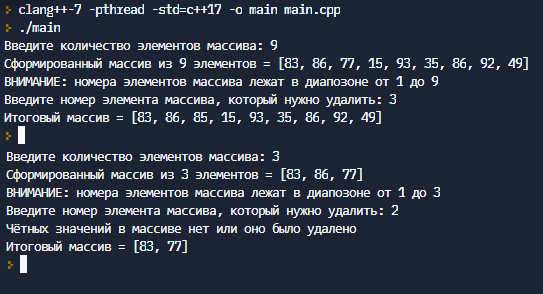 > clang++-7 -pthread -std=c++17 -o main main.cpp
> ./main
Введите количество элементов массива: 9
Сформированный массив из 9 элементов = [83, 86, 77, 15, 93, 35, 86, 92, 49]
ВНИМАНИЕ: номера элементов массива лежат в диапозоне от 1 до 9
Введите номер элемента массива, который нужно удалить: 3
Итоговый массив = [83, 86, 85, 15, 93, 35, 86, 92, 49]
>
Введите количество элементов массива: 3
Сформированный массив из 3 элементов = [83, 86, 77]
ВНИМАНИЕ: номера элементов массива лежат в диапозоне от 1 до 3
Введите номер элемента массива, который нужно удалить: 2
Чётных значений в массиве нет или оно было удалено
Итоговый массив = [83, 77]
>